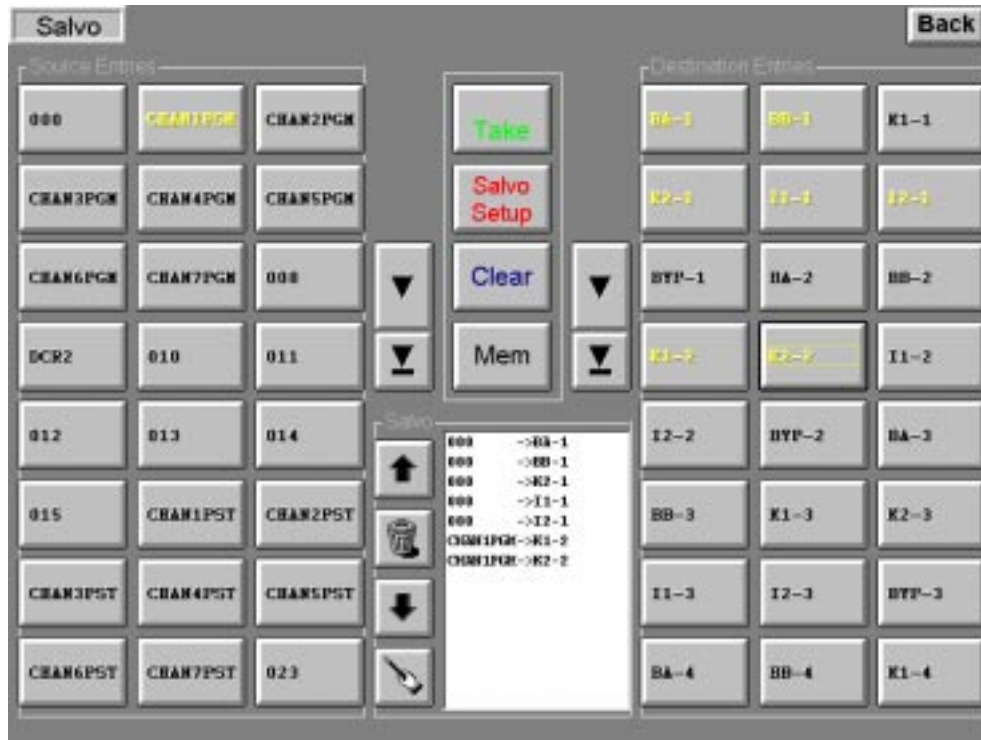 Salvo
Back
Source Entries
Destination Entries
000 CHAN1PGM CHAN2PGM
Take
BA-1 BB-1 K1-1
CHAN3PGM CHAN4PGM CHAN5PGM
Salvo
Setup
K2-1 I1-1 I2-1
CHAN6PGM CHAN7PGM 008
Clear
BYP-1 BA-2 BB-2
DCR2 010 011
Mem
K1-2 K2-2 I1-2
Salvo
012 013 014
I2-2 BYP-2 BA-3
000 ->BA-1
000 ->BB-1
000 ->K2-1
000 ->I1-1
000 ->I2-1
CHAN1PGM->K1-2
CHAN1PGM->K2-2
015 CHAN1PST CHAN2PST
BB-3 K1-3 K2-3
CHAN3PST CHAN4PST CHAN5PST
I1-3 I2-3 BYP-3
CHAN6PST CHAN7PST 023
BA-4 BB-4 K1-4